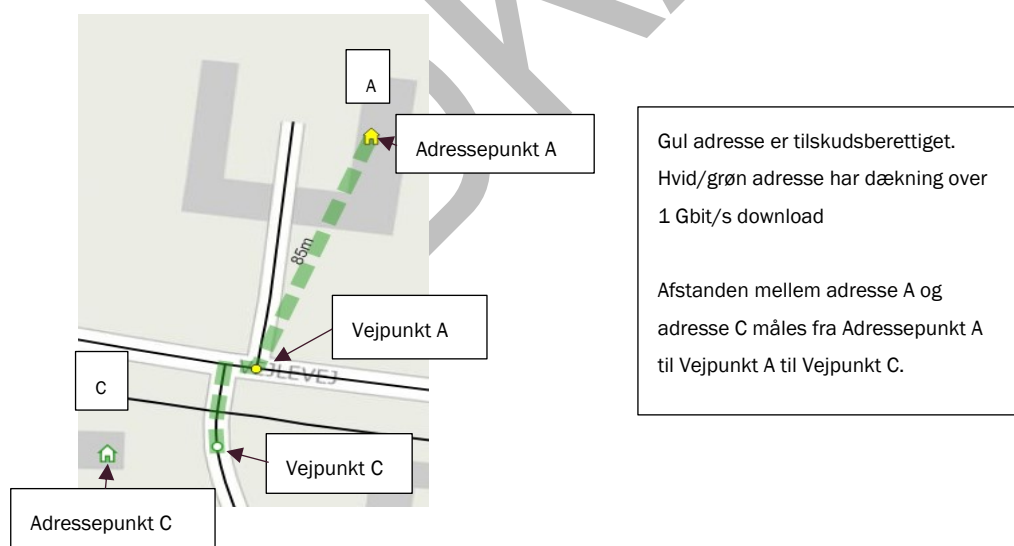 A
Adressepunkt A
85m
Vejpunkt A
C
Vejpunkt C
Adressepunkt C
Gul adresse er tilskudsberettiget.
Hvid/grøn adresse har dækning over
1 Gbit/s download
Afstanden mellem adresse A og
adresse C måles fra Adressepunkt A
til Vejpunkt A til Vejpunkt C.